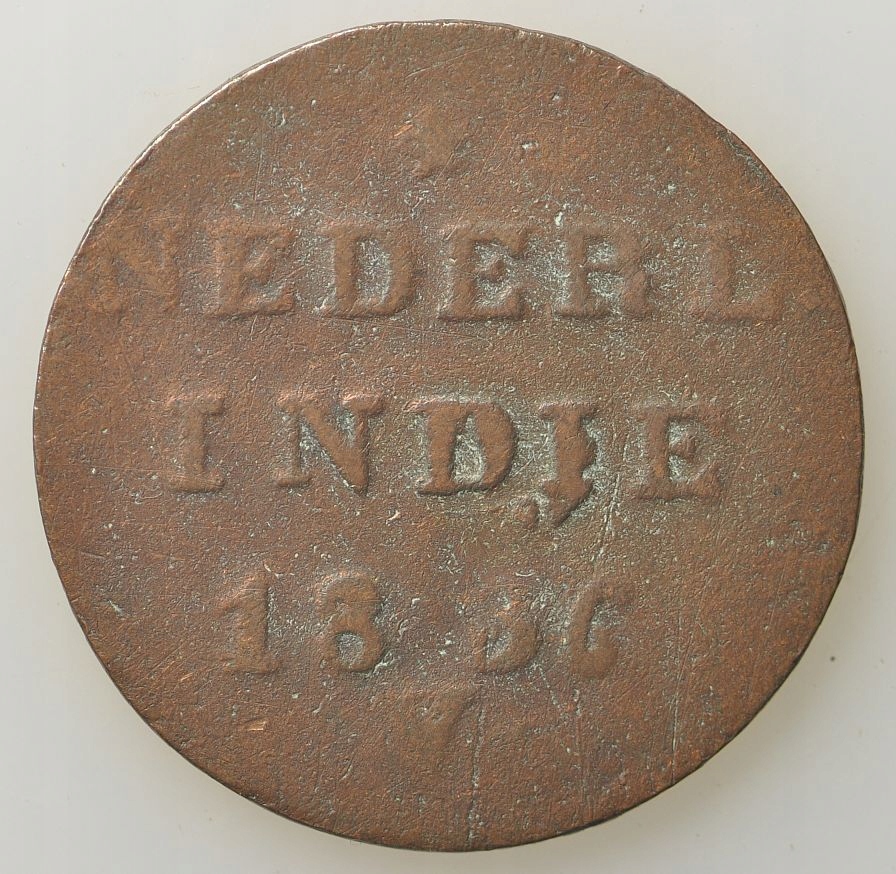 NEDERL.
INDIE
1836
V